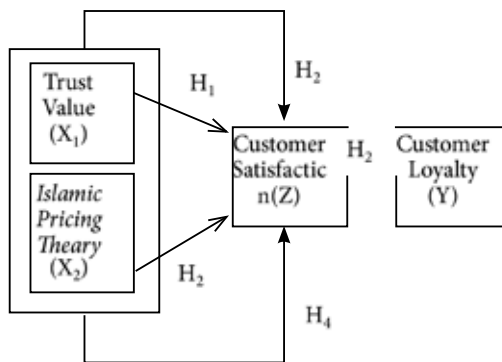 Trust
Value
(X₁)
H₁
H₂
Islamic
Pricing
Theary
(X₂)
H₂
Customer
Satisfactic
n(Z)
H₂
Customer
Loyalty
(Y)
H₄